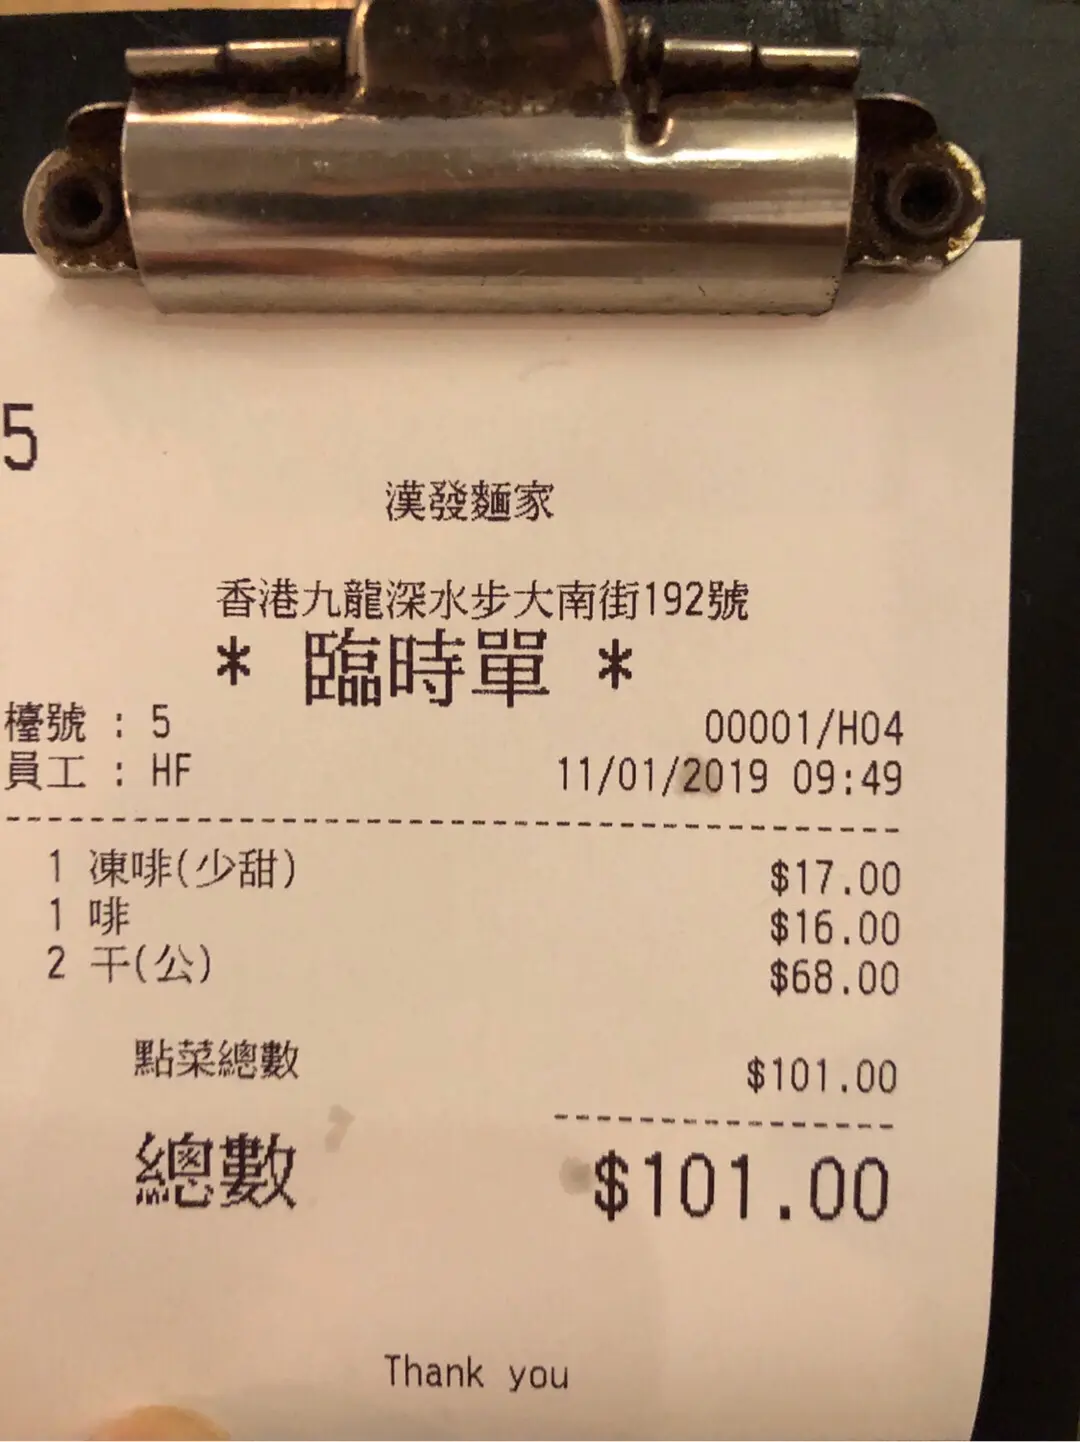 5
漢發麵家
香港九龍深水步大南街192號
* 臨時單 *
檯號 : 5 00001/H04
員工 : HF 11/01/2019 09:49
1 凍啡(少甜) $17.00
1 啡 $16.00
2 干(公) $68.00
點菜總數 $101.00
總數 $101.00
Thank you